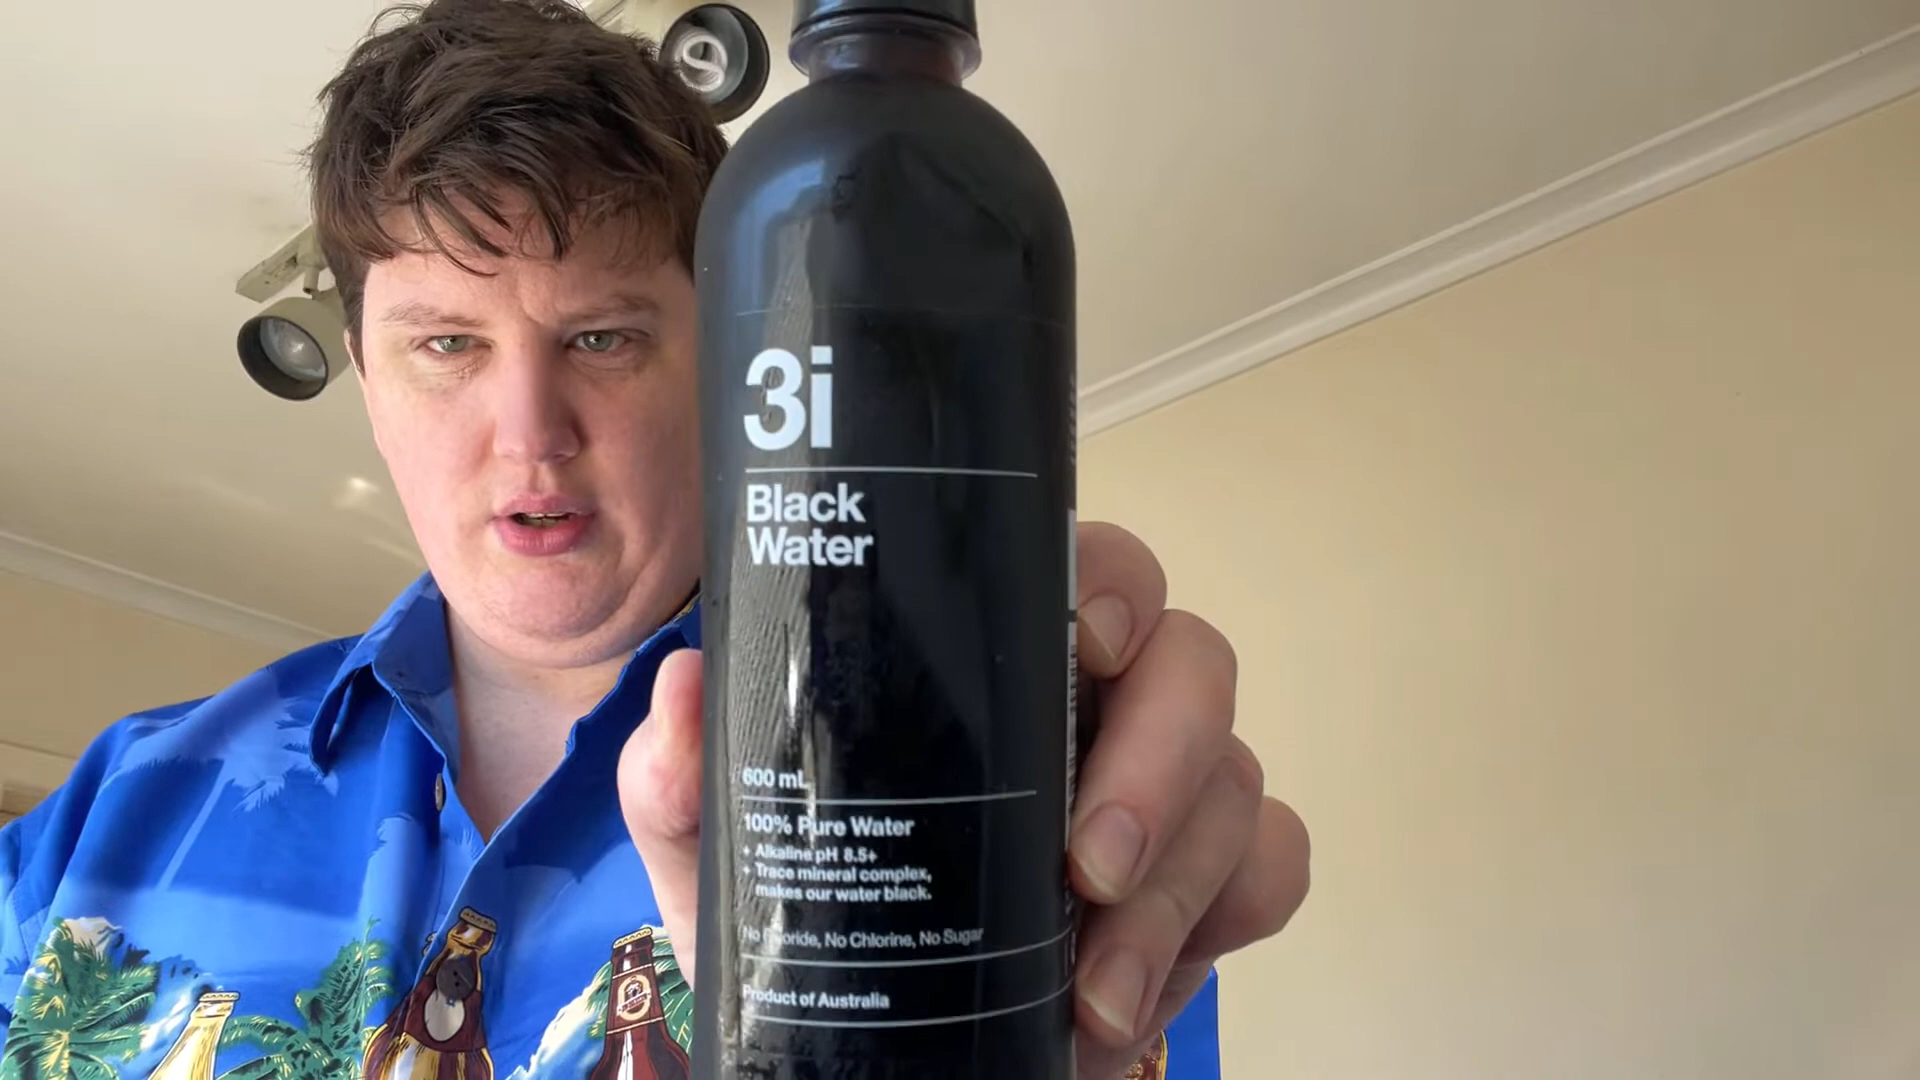 3i
Black
Water
600 mL
100% Pure Water
+ Alkaline pH 8.5+
+ Trace mineral complex,
makes our water black.
No Fluoride, No Chlorine, No Sugar
Product of Australia